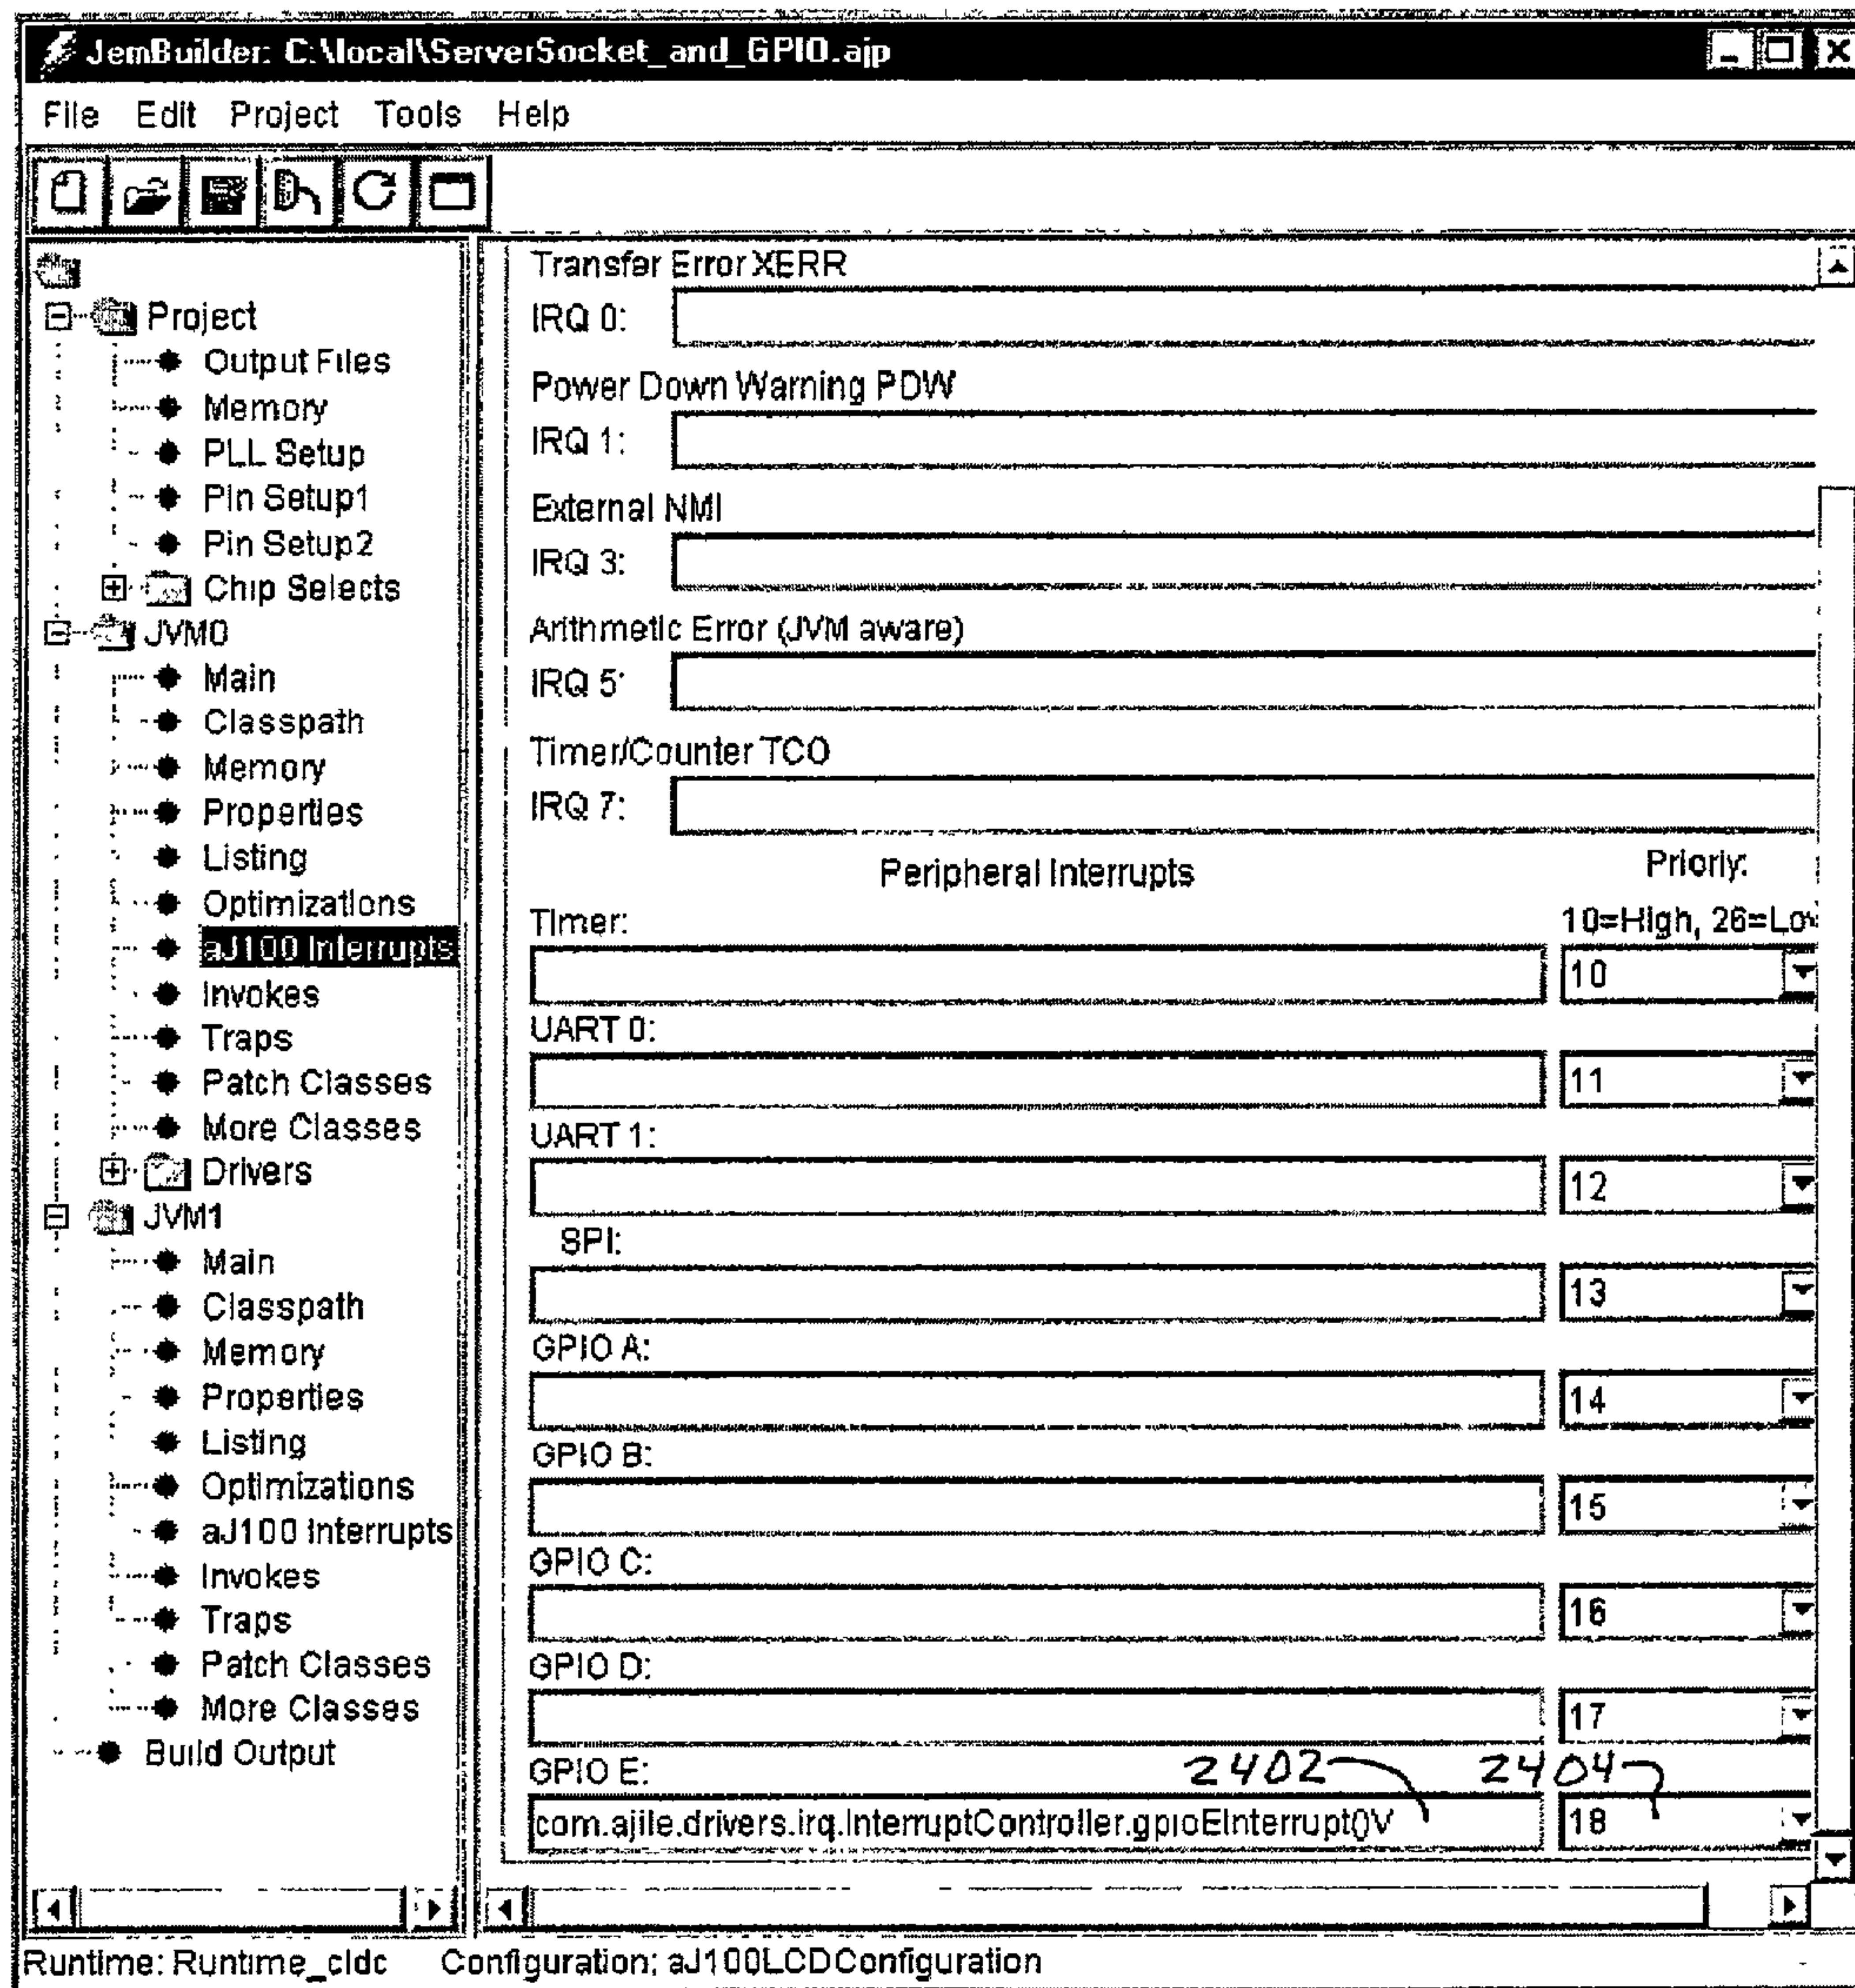 JemBuilder: C:\local\ServerSocket_and_GPIO.ajp
File Edit Project Tools Help
Project
Output Files
Memory
PLL Setup
Pin Setup1
Pin Setup2
Chip Selects
JVM0
Main
Classpath
Memory
Properties
Listing
Optimizations
aJ100 Interrupts
Invokes
Traps
Patch Classes
More Classes
Drivers
JVM1
Main
Classpath
Memory
Properties
Listing
Optimizations
aJ100 Interrupts
Invokes
Traps
Patch Classes
More Classes
Build Output
Transfer Error XERR
IRQ 0:
Power Down Warning PDW
IRQ 1:
External NMI
IRQ 3:
Arithmetic Error (JVM aware)
IRQ 5:
Timer/Counter TCO
IRQ 7:
Peripheral Interrupts Prioriy:
Timer: 10=High, 26=Lov
10
UART 0:
11
UART 1:
12
SPI:
13
GPIO A:
14
GPIO B:
15
GPIO C:
16
GPIO D:
17
GPIO E: 2402 2404
com.ajile.drivers.irq.InterruptController.gpioEInterrupt()V 18
Runtime: Runtime_cldc Configuration; aJ100LCDConfiguration